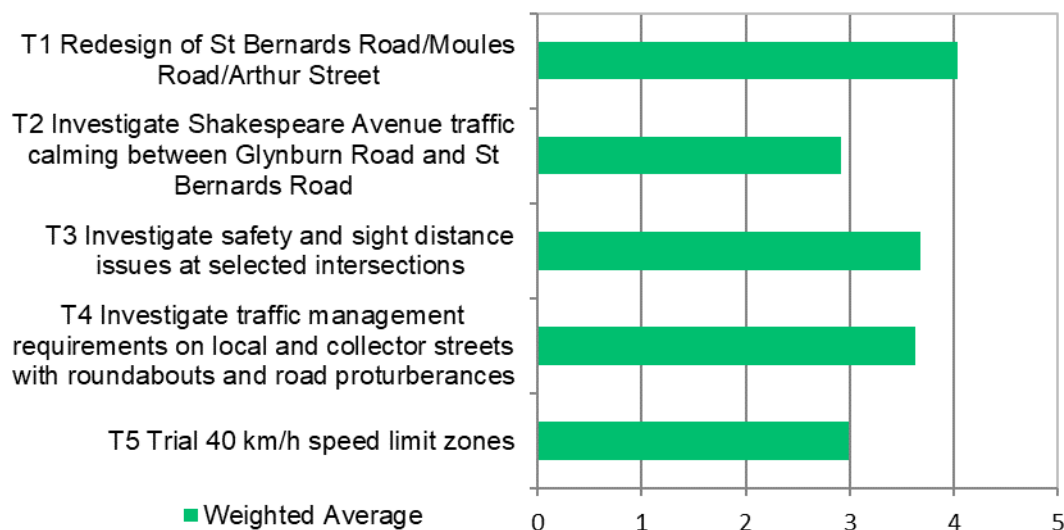 T1 Redesign of St Bernards Road/Moules
Road/Arthur Street
T2 Investigate Shakespeare Avenue traffic
calming between Glynburn Road and St
Bernards Road
T3 Investigate safety and sight distance
issues at selected intersections
T4 Investigate traffic management
requirements on local and collector streets
with roundabouts and road proturberances
T5 Trial 40 km/h speed limit zones
Weighted Average
0 1 2 3 4 5